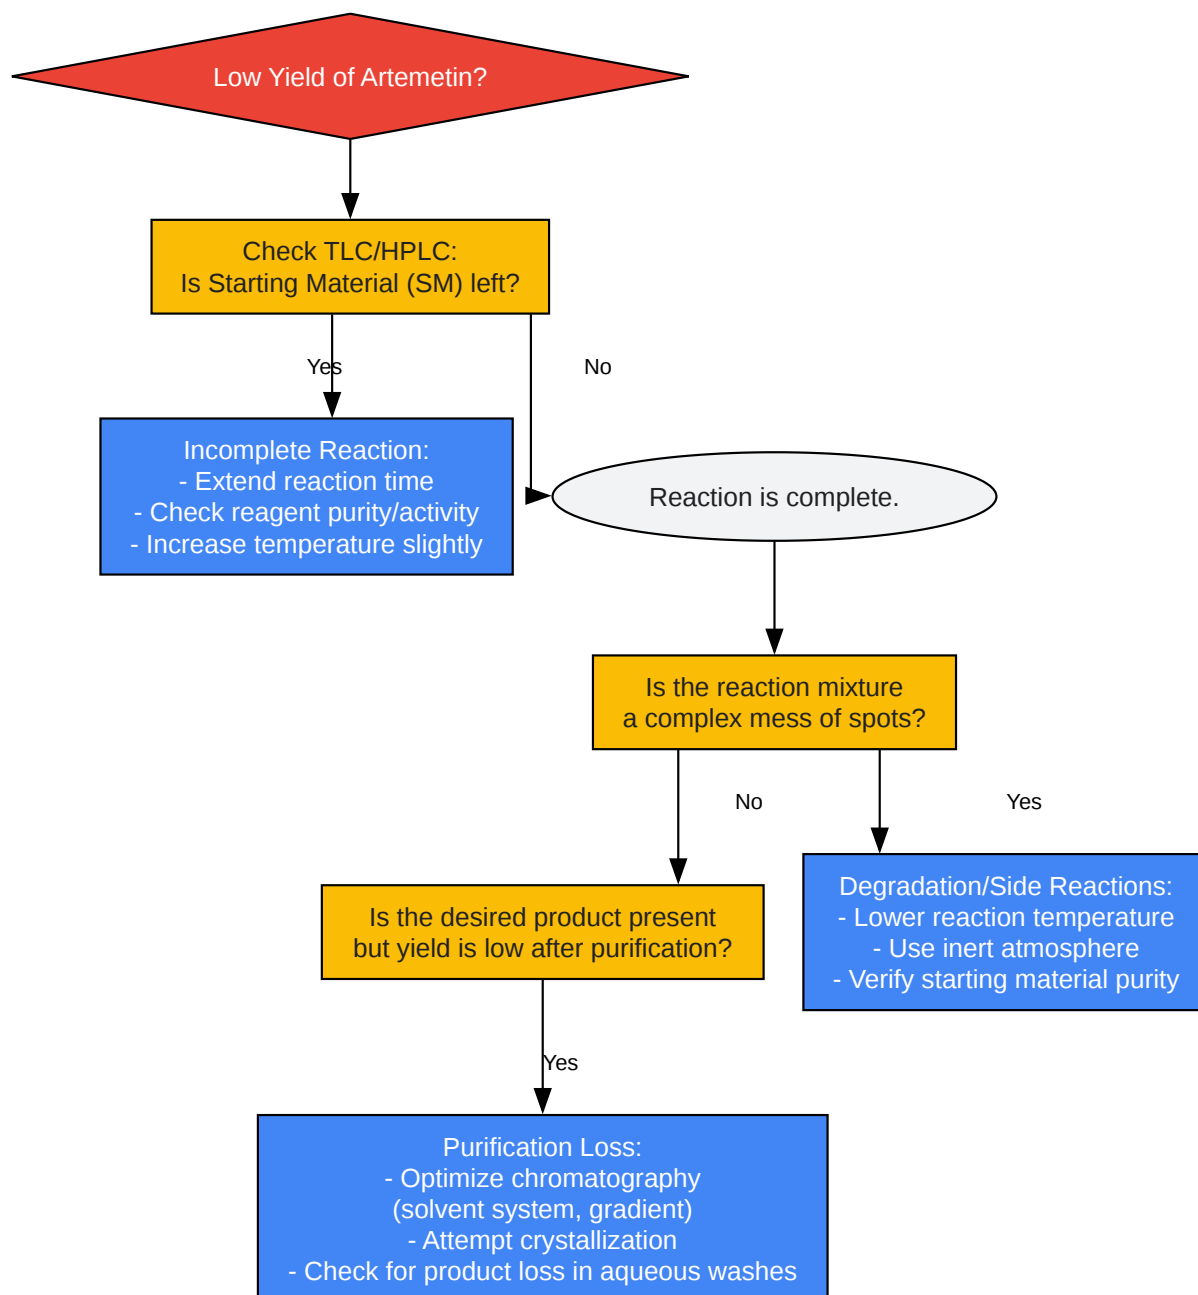 Low Yield of Artemetin?
Check TLC/HPLC:
Is Starting Material (SM) left?
Yes
No
Incomplete Reaction:
- Extend reaction time
- Check reagent purity/activity
- Increase temperature slightly
Reaction is complete.
Is the reaction mixture
a complex mess of spots?
No
Yes
Is the desired product present
but yield is low after purification?
Degradation/Side Reactions:
- Lower reaction temperature
- Use inert atmosphere
- Verify starting material purity
Yes
Purification Loss:
- Optimize chromatography
(solvent system, gradient)
- Attempt crystallization
- Check for product loss in aqueous washes